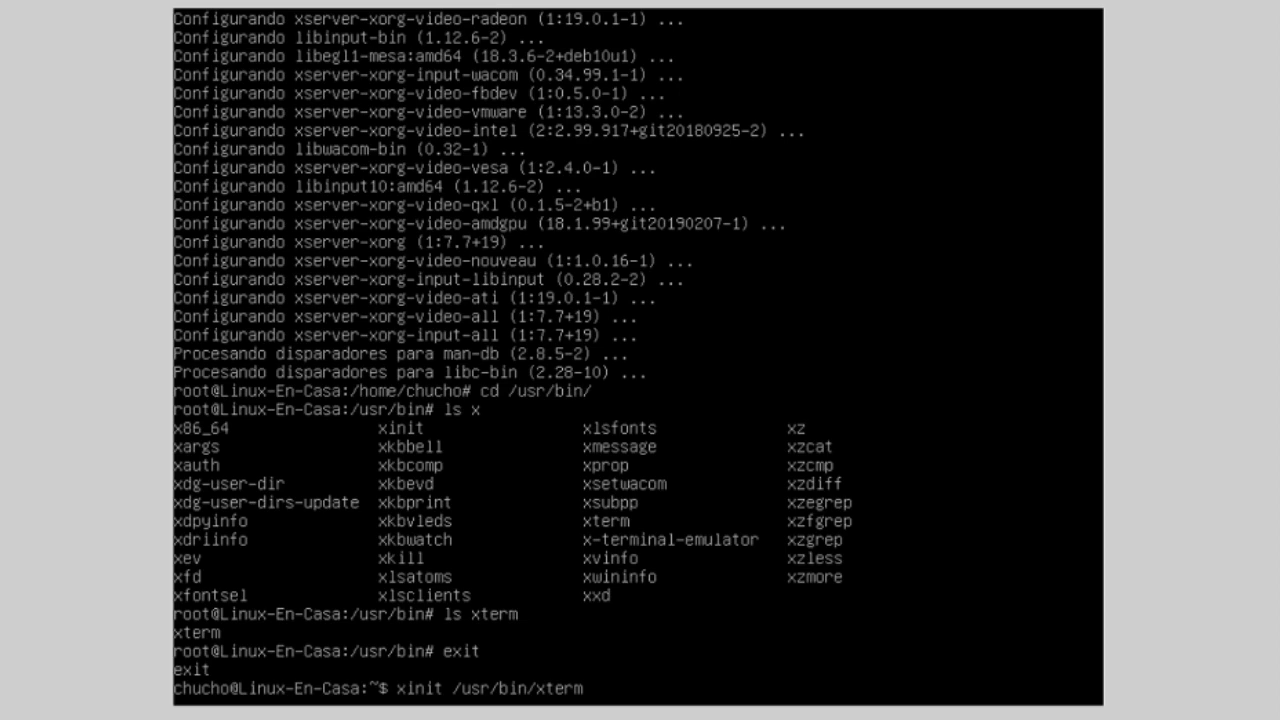 Configurando xserver-xorg-video-radeon (1:19.0.1-1) ...
Configurando libinput-bin (1.12.6-2) ...
Configurando libegl1-mesa:amd64 (18.3.6-2+deb10u1) ...
Configurando xserver-xorg-input-wacom (0.34.99.1-1) ...
Configurando xserver-xorg-video-fbdev (1:0.5.0-1) ...
Configurando xserver-xorg-video-vmware (1:13.3.0-2) ...
Configurando xserver-xorg-video-intel (2:2.99.917+git20180925-2) ...
Configurando libwacom-bin (0.32-1) ...
Configurando xserver-xorg-video-vesa (1:2.4.0-1) ...
Configurando libinput10:amd64 (1.12.6-2) ...
Configurando xserver-xorg-video-qxl (0.1.5-2+b1) ...
Configurando xserver-xorg-video-amdgpu (18.1.99+git20190207-1) ...
Configurando xserver-xorg (1:7.7+19) ...
Configurando xserver-xorg-video-nouveau (1:1.0.16-1) ...
Configurando xserver-xorg-input-libinput (0.28.2-2) ...
Configurando xserver-xorg-video-ati (1:19.0.1-1) ...
Configurando xserver-xorg-video-all (1:7.7+19) ...
Configurando xserver-xorg-input-all (1:7.7+19) ...
Procesando disparadores para man-db (2.8.5-2) ...
Procesando disparadores para libc-bin (2.28-10) ...
root@Linux-En-Casa:/home/chucho# cd /usr/bin/
root@Linux-En-Casa:/usr/bin# ls x
x86_64 xinit xlsfonts xz
xargs xkbbell xmessage xzcat
xauth xkbcomp xprop xzcmp
xdg-user-dir xkbevd xsetwacom xzdiff
xdg-user-dirs-update xkbprint xsubpp xzegrep
xdpyinfo xkbvleds xterm xzfgrep
xdriinfo xkbwatch x-terminal-emulator xzgrep
xev xkill xvinfo xzless
xfd xlsatoms xwininfo xzmore
xfontsel xlsclients xxd
root@Linux-En-Casa:/usr/bin# ls xterm
xterm
root@Linux-En-Casa:/usr/bin# exit
exit
chucho@Linux-En-Casa:~$ xinit /usr/bin/xterm